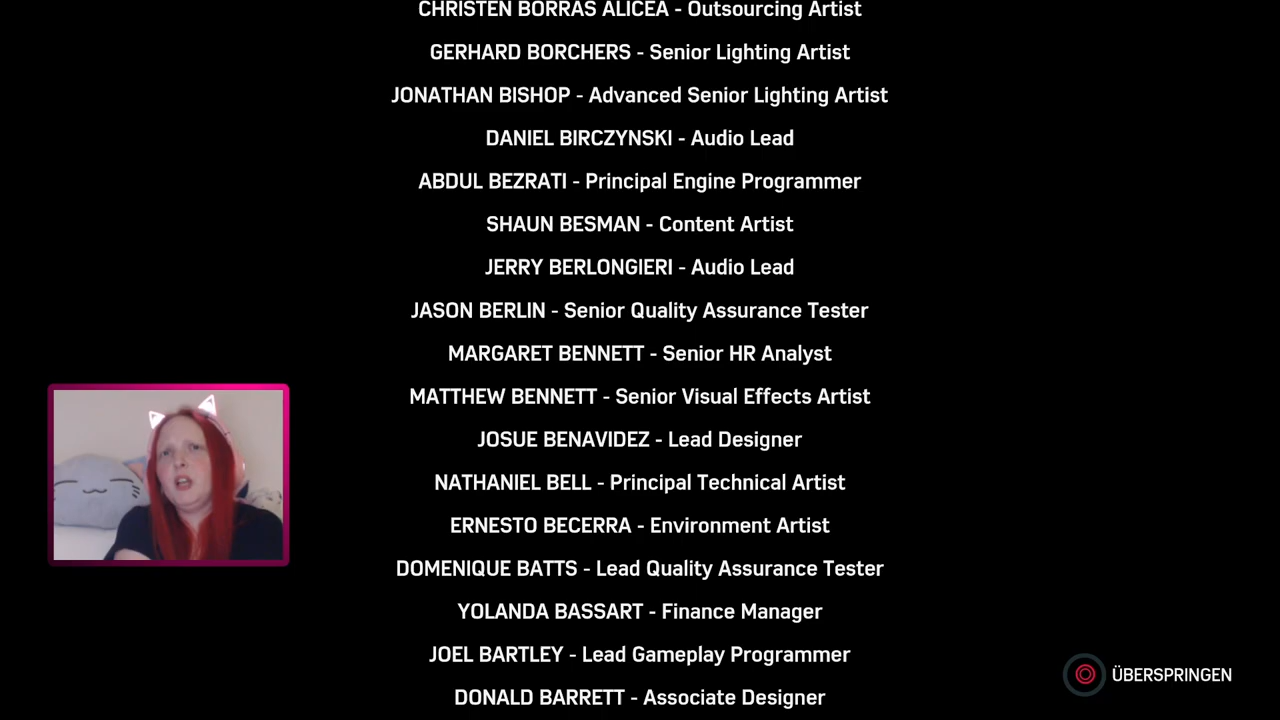 CHRISTEN BORRAS ALICEA - Outsourcing Artist
GERHARD BORCHERS - Senior Lighting Artist
JONATHAN BISHOP - Advanced Senior Lighting Artist
DANIEL BIRCZYNSKI - Audio Lead
ABDUL BEZRATI - Principal Engine Programmer
SHAUN BESMAN - Content Artist
JERRY BERLONGIERI - Audio Lead
JASON BERLIN - Senior Quality Assurance Tester
MARGARET BENNETT - Senior HR Analyst
MATTHEW BENNETT - Senior Visual Effects Artist
JOSUE BENAVIDEZ - Lead Designer
NATHANIEL BELL - Principal Technical Artist
ERNESTO BECERRA - Environment Artist
DOMENIQUE BATTS - Lead Quality Assurance Tester
YOLANDA BASSART - Finance Manager
JOEL BARTLEY - Lead Gameplay Programmer
DONALD BARRETT - Associate Designer
ÜBERSPRINGEN